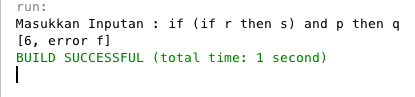 run:
Masukkan Inputan : if (if r then s) and p then q
[6, error f]
BUILD SUCCESSFUL (total time: 1 second)